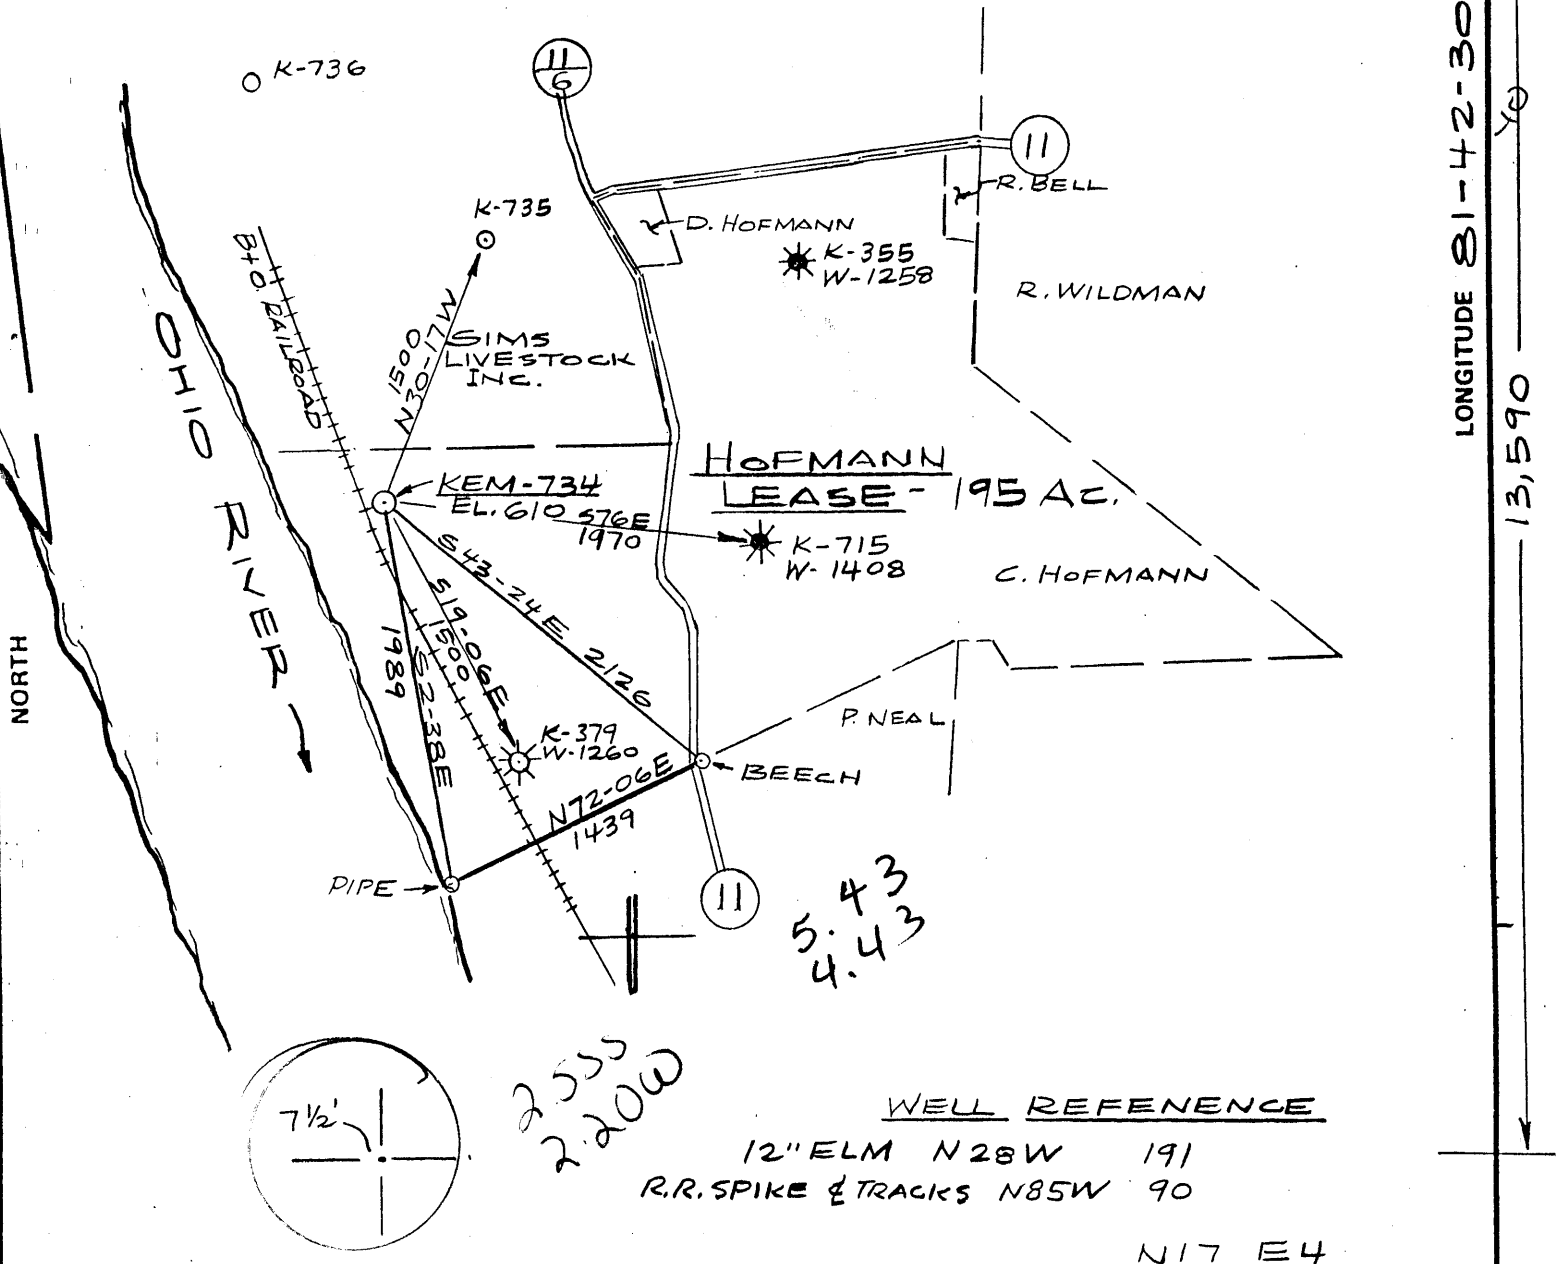 K-736
11
6
11
LONGITUDE 81-42-30
13,590
R. BELL
K-735
D. HOFMANN
K-355
W-1258
R. WILDMAN
B+O. RAILROAD
OHIO RIVER
1500
N30-17W
SIMS
LIVESTOCK
INC.
HOFMANN
LEASE - 195 Ac.
KEM-734
EL. 610
S76E
1970
K-715
W-1408
C. HOFMANN
S43-24E 2126
S19-06E
1500
1989
S2-38E
NORTH
P. NEAL
K-379
W-1260
BEECH
N72-06E
1439
PIPE
11
5.43
4.43
7 1/2'
2.55S
2.20W
WELL REFENENCE
12" ELM N28W 191
R.R. SPIKE ₵ TRACKS N85W 90
N17 E4